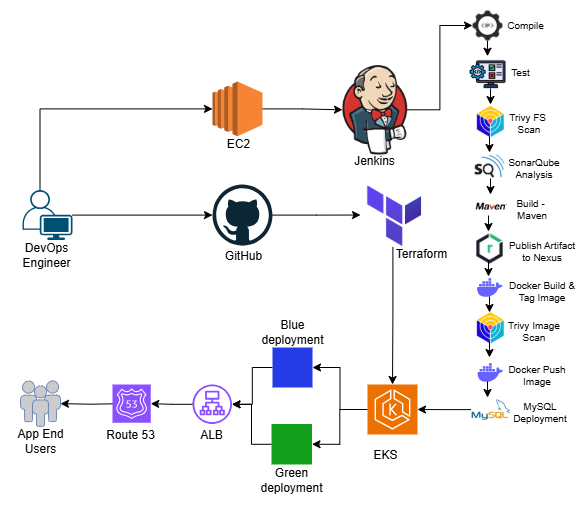 Compile
Test
EC2
Jenkins
Trivy FS
Scan
SQ
SonarQube
Analysis
Maven
Build -
Maven
DevOps
Engineer
GitHub
Terraform
r
Publish Artifact
to Nexus
Docker Build &
Tag Image
Blue
deployment
Trivy Image
Scan
Docker Push
Image
53
K
MySQL
MySQL
Deployment
App End
Users
Route 53
ALB
EKS
Green
deployment